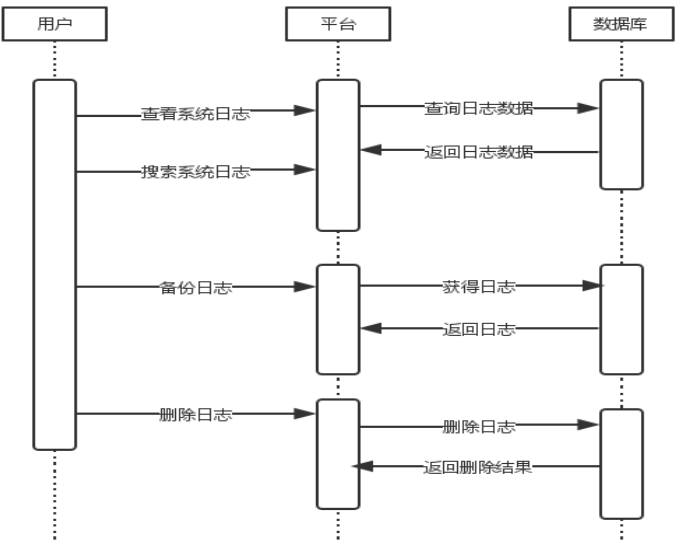 用户
平台
数据库
查看系统日志
查询日志数据
返回日志数据
搜索系统日志
备份日志
获得日志
返回日志
删除日志
删除日志
返回删除结果